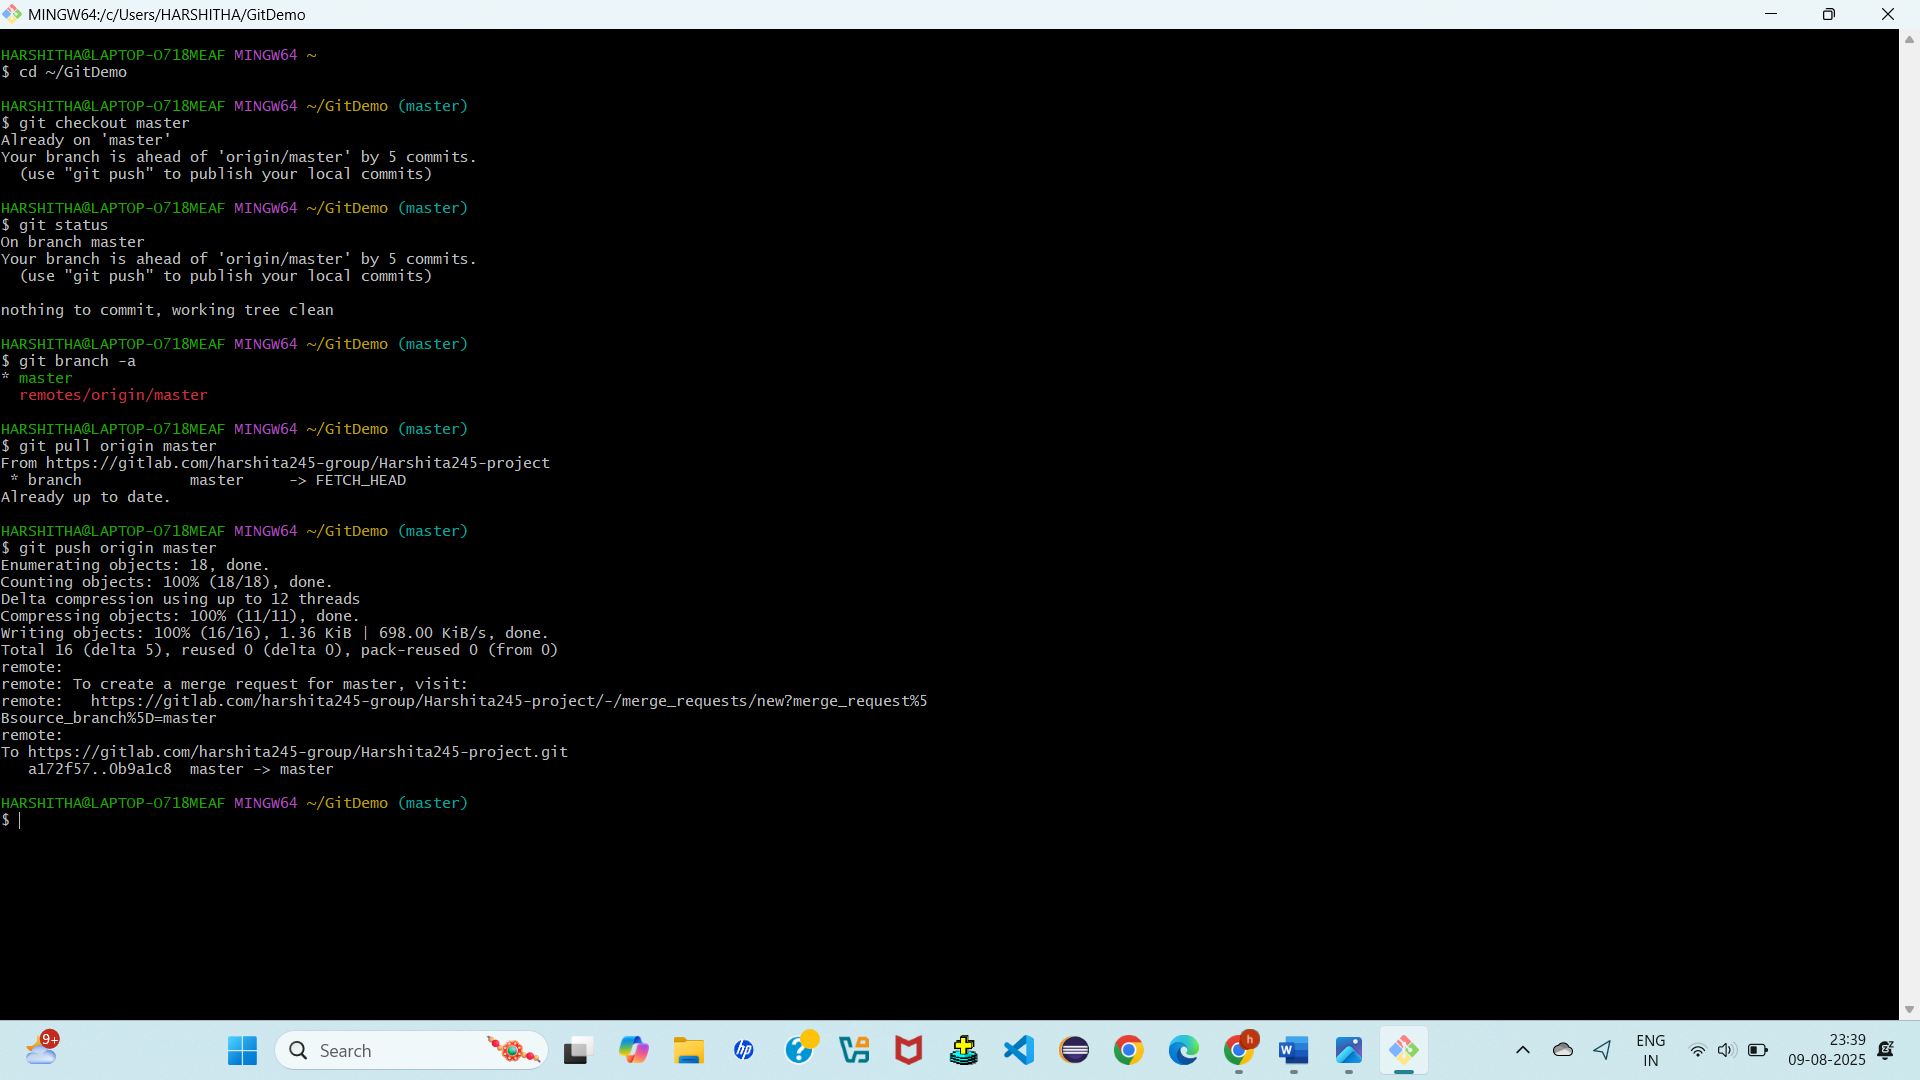 MINGW64:/c/Users/HARSHITHA/GitDemo
HARSHITHA@LAPTOP-O718MEAF MINGW64 ~
$ cd ~/GitDemo
HARSHITHA@LAPTOP-O718MEAF MINGW64 ~/GitDemo (master)
$ git checkout master
Already on 'master'
Your branch is ahead of 'origin/master' by 5 commits.
  (use "git push" to publish your local commits)
HARSHITHA@LAPTOP-O718MEAF MINGW64 ~/GitDemo (master)
$ git status
On branch master
Your branch is ahead of 'origin/master' by 5 commits.
  (use "git push" to publish your local commits)
nothing to commit, working tree clean
HARSHITHA@LAPTOP-O718MEAF MINGW64 ~/GitDemo (master)
$ git branch -a
* master
  remotes/origin/master
HARSHITHA@LAPTOP-O718MEAF MINGW64 ~/GitDemo (master)
$ git pull origin master
From https://gitlab.com/harshita245-group/Harshita245-project
 * branch            master     -> FETCH_HEAD
Already up to date.
HARSHITHA@LAPTOP-O718MEAF MINGW64 ~/GitDemo (master)
$ git push origin master
Enumerating objects: 18, done.
Counting objects: 100% (18/18), done.
Delta compression using up to 12 threads
Compressing objects: 100% (11/11), done.
Writing objects: 100% (16/16), 1.36 KiB | 698.00 KiB/s, done.
Total 16 (delta 5), reused 0 (delta 0), pack-reused 0 (from 0)
remote:
remote: To create a merge request for master, visit:
remote:   https://gitlab.com/harshita245-group/Harshita245-project/-/merge_requests/new?merge_request%5
Bsource_branch%5D=master
remote:
To https://gitlab.com/harshita245-group/Harshita245-project.git
   a172f57..0b9a1c8  master -> master
HARSHITHA@LAPTOP-O718MEAF MINGW64 ~/GitDemo (master)
$
9+
Search
hp
h
W
ENG
IN
23:39
09-08-2025